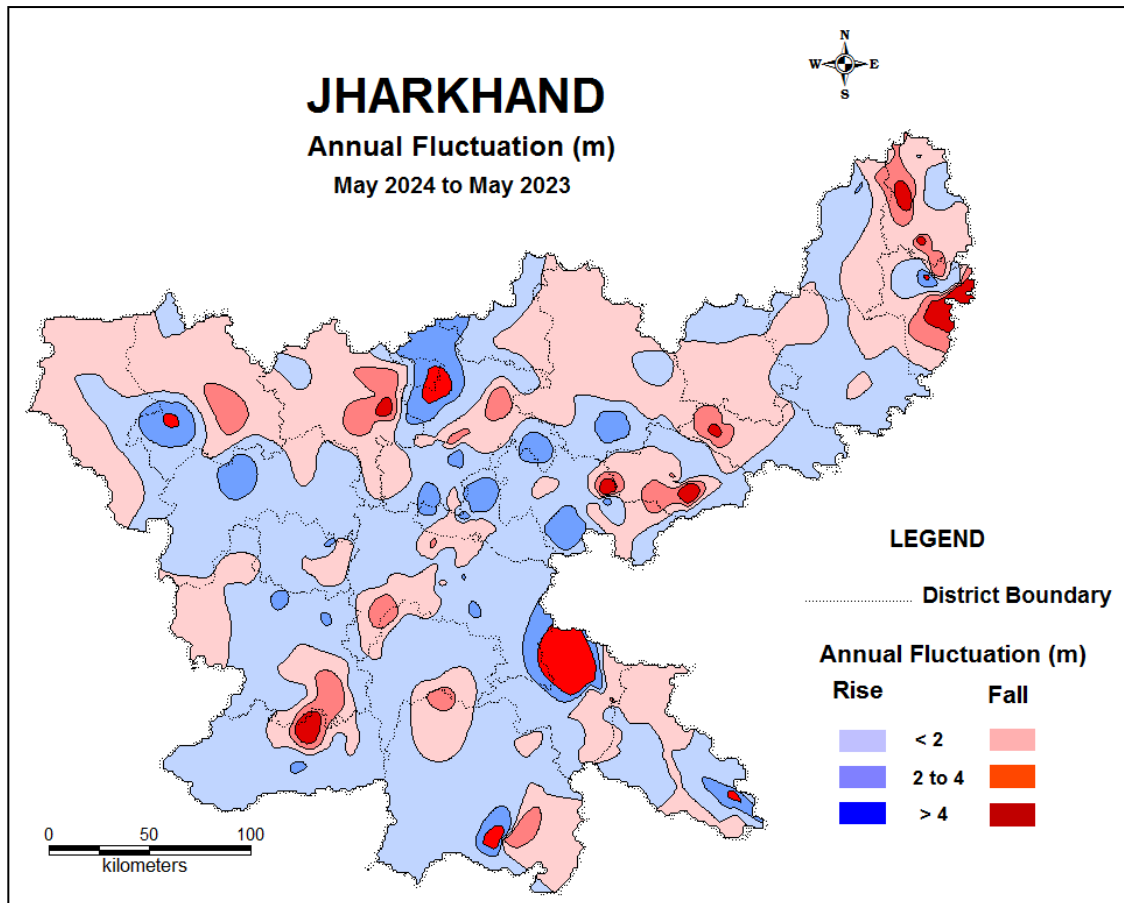 N
W E
S
JHARKHAND
Annual Fluctuation (m)
May 2024 to May 2023
LEGEND
District Boundary
Annual Fluctuation (m)
Rise Fall
< 2
2 to 4
> 4
0 50 100
kilometers